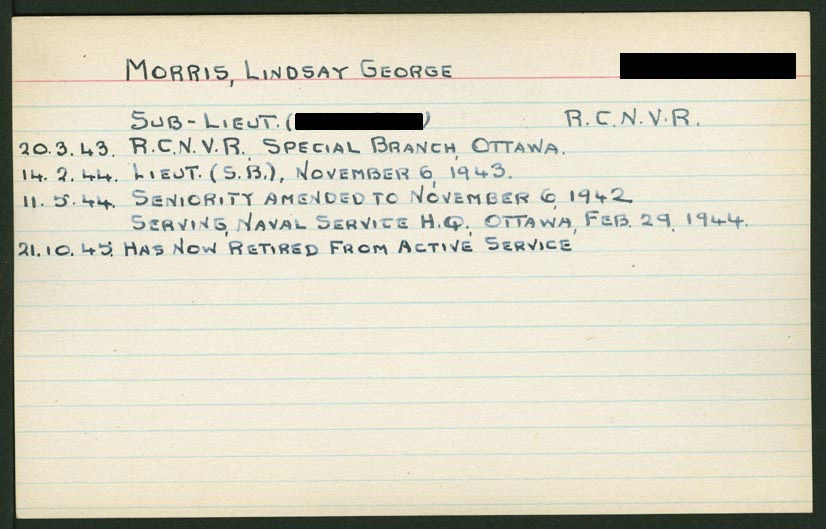 MORRIS, LINDSAY GEORGE
SUB-LIEUT. ( ) R.C.N.V.R.
20.3.43. R.C.N.V.R. SPECIAL BRANCH, OTTAWA.
14.2.44. LIEUT. (S.B.), NOVEMBER 6, 1943.
11.5.44. SENIORITY AMENDED TO NOVEMBER 6, 1942
SERVING, NAVAL SERVICE H.Q., OTTAWA, FEB. 29, 1944.
21.10.45. HAS NOW RETIRED FROM ACTIVE SERVICE